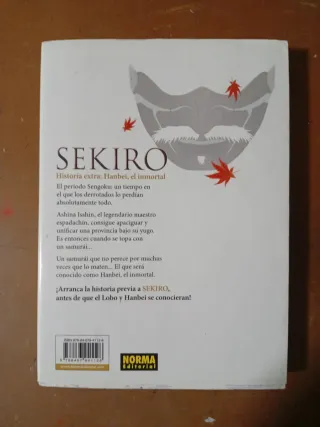 SEKIRO
Historia extra: Hanbei, el inmortal
El periodo Sengoku: un tiempo en
el que los derrotados lo perdían
absolutamente todo.
Ashina Isshin, el legendario maestro
espadachín, consigue apaciguar y
unificar una provincia bajo su yugo.
Es entonces cuando se topa con
un samurái...
Un samurái que no perece por muchas
veces que lo maten... El que será
conocido como Hanbei, el inmortal.
¡Arranca la historia previa a SEKIRO,
antes de que el Lobo y Hanbei se conocieran!
NORMA
Editorial